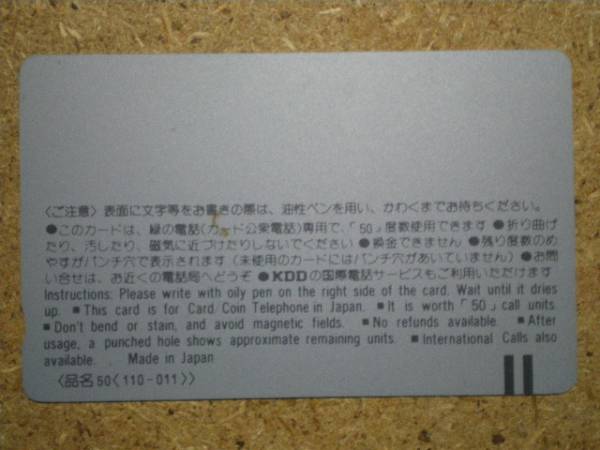 〈ご注意〉表面に文字等をお書きの際は、油性ペンを用い、かわくまでお待ちください。
●このカードは、緑の電話(カード公衆電話)専用で、「50」度数使用できます ●折り曲げ
たり、汚したり、磁気に近づけたりしないでください ●換金できません ●残り度数のめ
やすがパンチ穴で表示されます(未使用のカードにはパンチ穴があいていません) ●お問
い合せは、お近くの電話局へどうぞ ●KDDの国際電話サービスもご利用いただけます
Instructions: Please write with oily pen on the right side of the card. Wait until it dries
up. ■This card is for Card/Coin Telephone in Japan. ■It is worth「50」call units.
■Don't bend or stain, and avoid magnetic fields. ■No refunds available. ■After
usage, a punched hole shows approximate remaining units. ■International Calls also
available. Made in Japan
〈品名50〈110-011〉〉